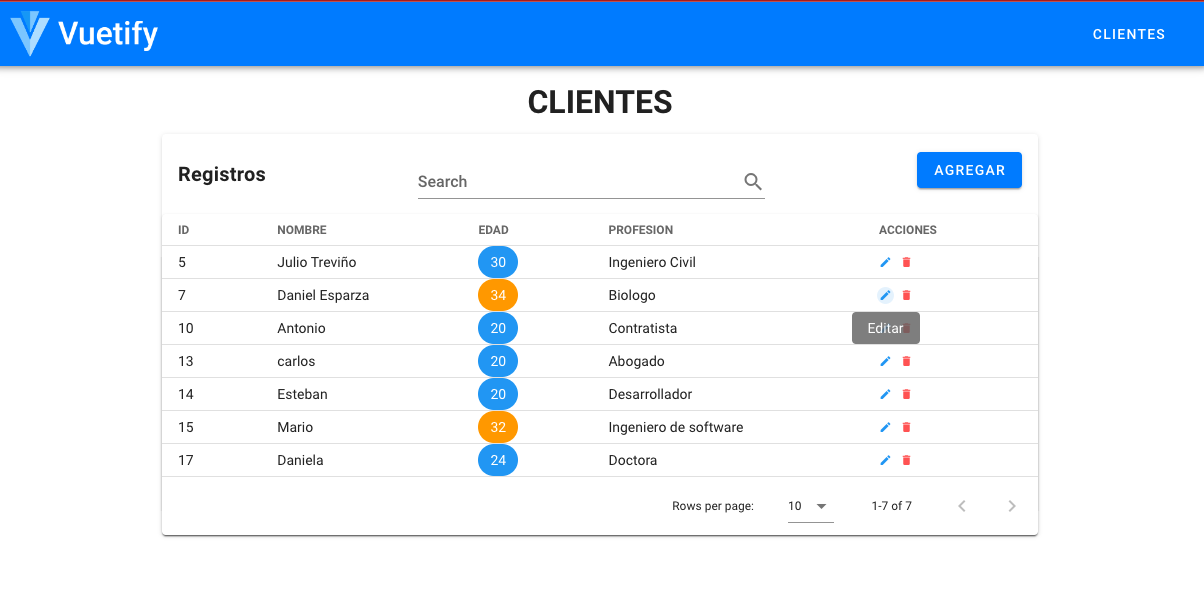 Vuetify
CLIENTES
CLIENTES
Registros
Search
AGREGAR
ID NOMBRE EDAD PROFESION ACCIONES
5 Julio Treviño 30 Ingeniero Civil
7 Daniel Esparza 34 Biologo
10 Antonio 20 Contratista
Editar
13 carlos 20 Abogado
14 Esteban 20 Desarrollador
15 Mario 32 Ingeniero de software
17 Daniela 24 Doctora
Rows per page: 10 1-7 of 7